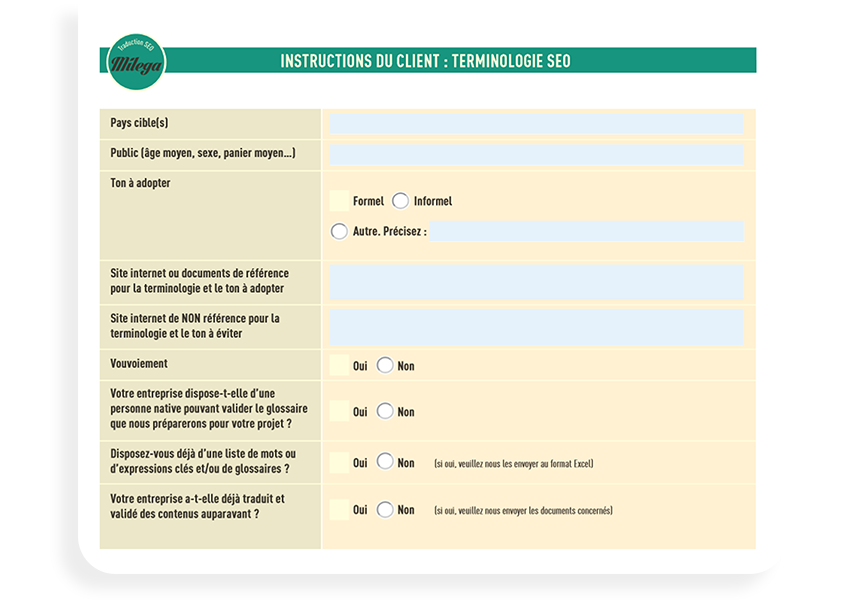 Traduction SEO
Milega
INSTRUCTIONS DU CLIENT : TERMINOLOGIE SEO
Pays cible(s)
Public (âge moyen, sexe, panier moyen...)
Ton à adopter
Formel Informel
Autre. Précisez :
Site internet ou documents de référence
pour la terminologie et le ton à adopter
Site internet de NON référence pour la
terminologie et le ton à éviter
Vouvoiement
Oui Non
Votre entreprise dispose-t-elle d'une
personne native pouvant valider le glossaire
que nous préparerons pour votre projet ?
Oui Non
Disposez-vous déjà d'une liste de mots ou
d'expressions clés et/ou de glossaires ?
Oui Non (si oui, veuillez nous les envoyer au format Excel)
Votre entreprise a-t-elle déjà traduit et
validé des contenus auparavant ?
Oui Non (si oui, veuillez nous envoyer les documents concernés)